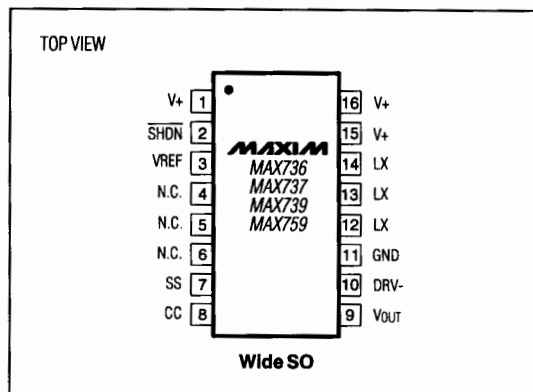 TOP VIEW
V+ 1
SHDN 2
VREF 3
N.C. 4
N.C. 5
N.C. 6
SS 7
CC 8
MAXIM
MAX736
MAX737
MAX739
MAX759
16 V+
15 V+
14 LX
13 LX
12 LX
11 GND
10 DRV-
9 VOUT
Wide SO